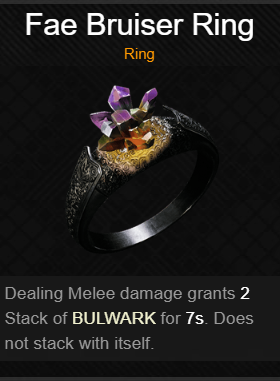 Fae Bruiser Ring
Ring
Dealing Melee damage grants 2
Stack of BULWARK for 7s. Does
not stack with itself.